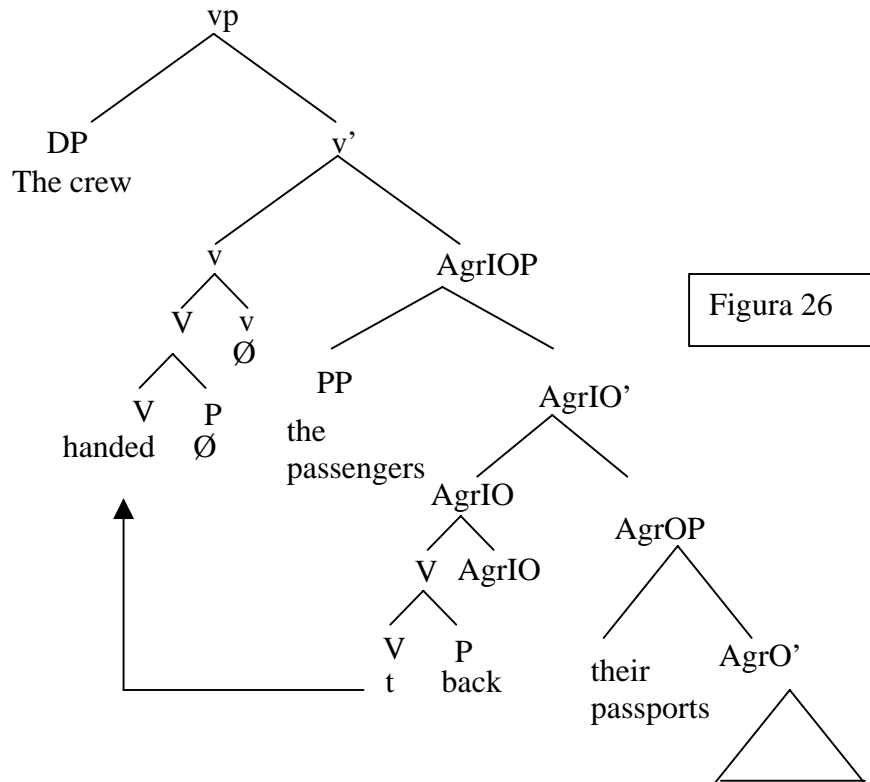 vp
DP v’
The crew
v AgrIOP
Figura 26
V v
Ø
PP AgrIO’
V P
handed Ø the
passengers
AgrIO
AgrOP
V AgrIO
V P AgrO’
t back their
passports